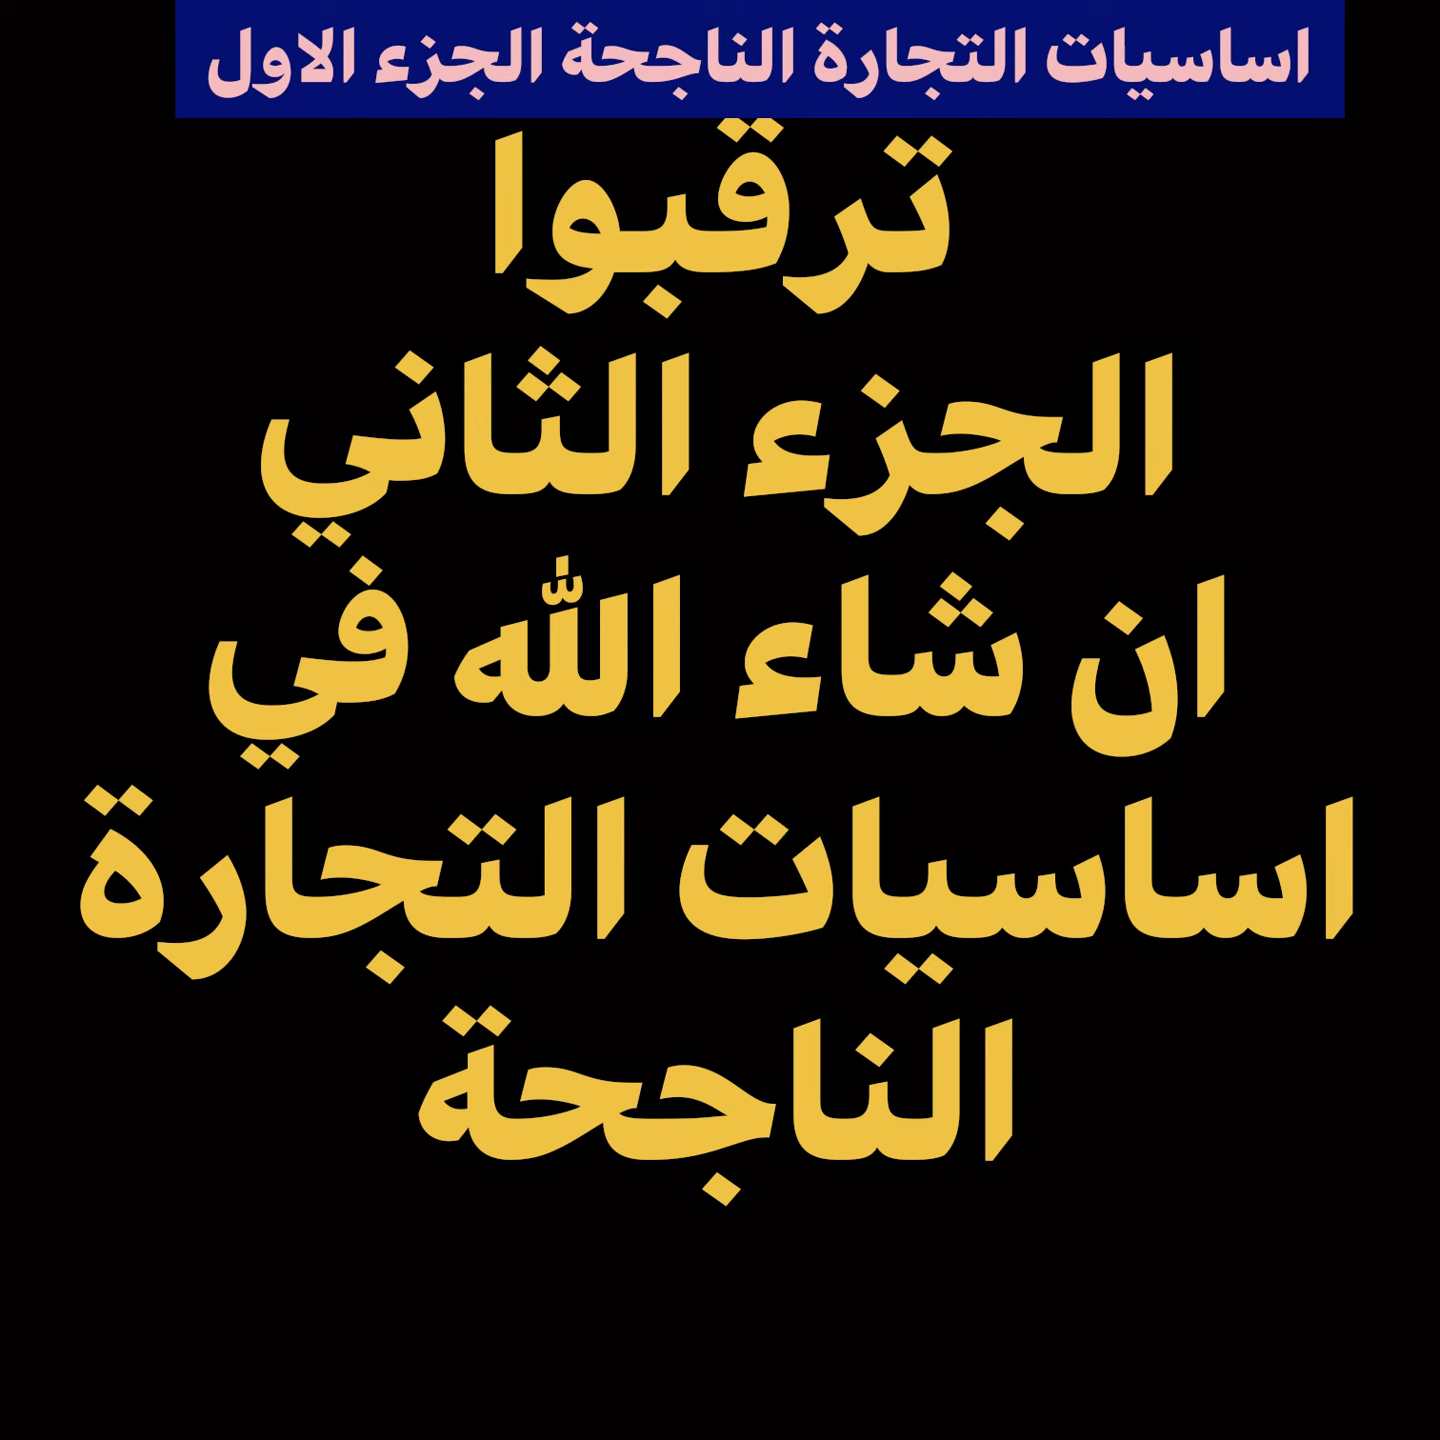 اساسيات التجارة الناجحة الجزء الاول
ترقبوا
الجزء الثاني
ان شاء الله في
اساسيات التجارة
الناجحة